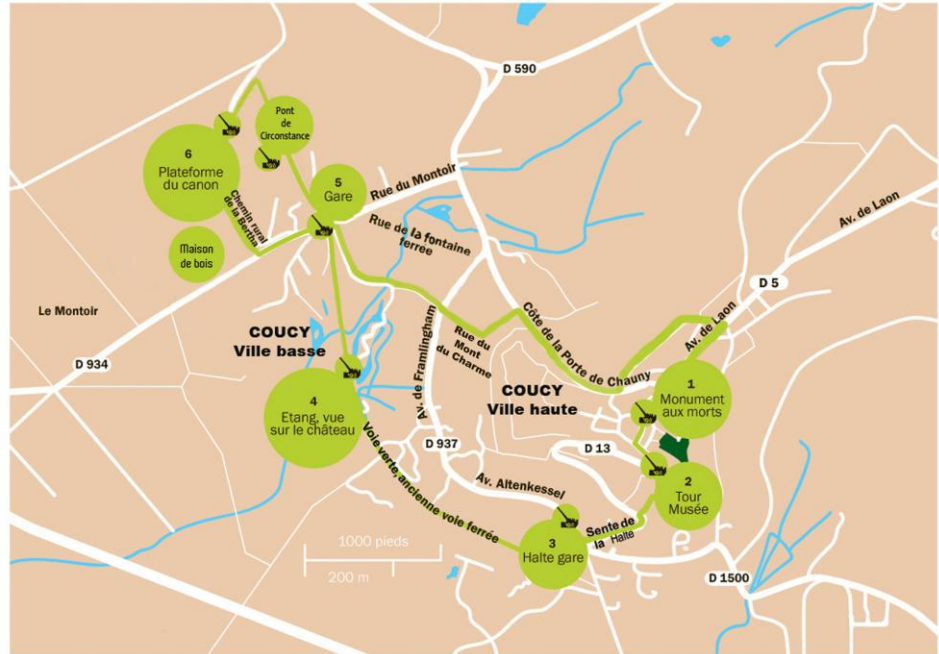 D 590
Pont
de
Circonstance
6
Plateforme
du canon
5
Gare
Rue du Montoir
Chemin rural
de la Bertha
Rue de la fontaine
ferrée
Av. de Laon
Maison
de bois
D 5
Le Montoir
Côte de la Porte de Chauny
Av. de Laon
COUCY
Ville basse
Rue du
Mont
du Charme
D 934
Av. de Framlingham
COUCY
Ville haute
1
Monument
aux morts
4
Etang, vue
sur le château
D 937
D 13
Voie verte, ancienne voie ferrée
Av. Altenkessel
2
Tour
Musée
Sente de
la Halte
3
Halte gare
1000 pieds
200 m
D 1500